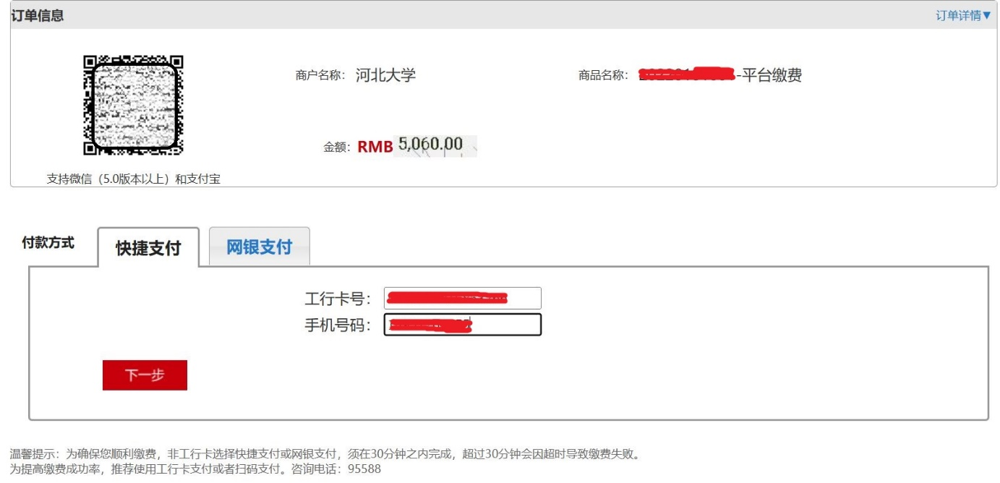 订单信息
订单详情▼
商户名称： 河北大学
商品名称： -平台缴费
金额： RMB 5,060.00
支持微信（5.0版本以上）和支付宝
付款方式
快捷支付
网银支付
工行卡号：
手机号码：
下一步
温馨提示：为确保您顺利缴费，非工行卡选择快捷支付或网银支付，须在30分钟之内完成，超过30分钟会因超时导致缴费失败。
为提高缴费成功率，推荐使用工行卡支付或者扫码支付。咨询电话：95588